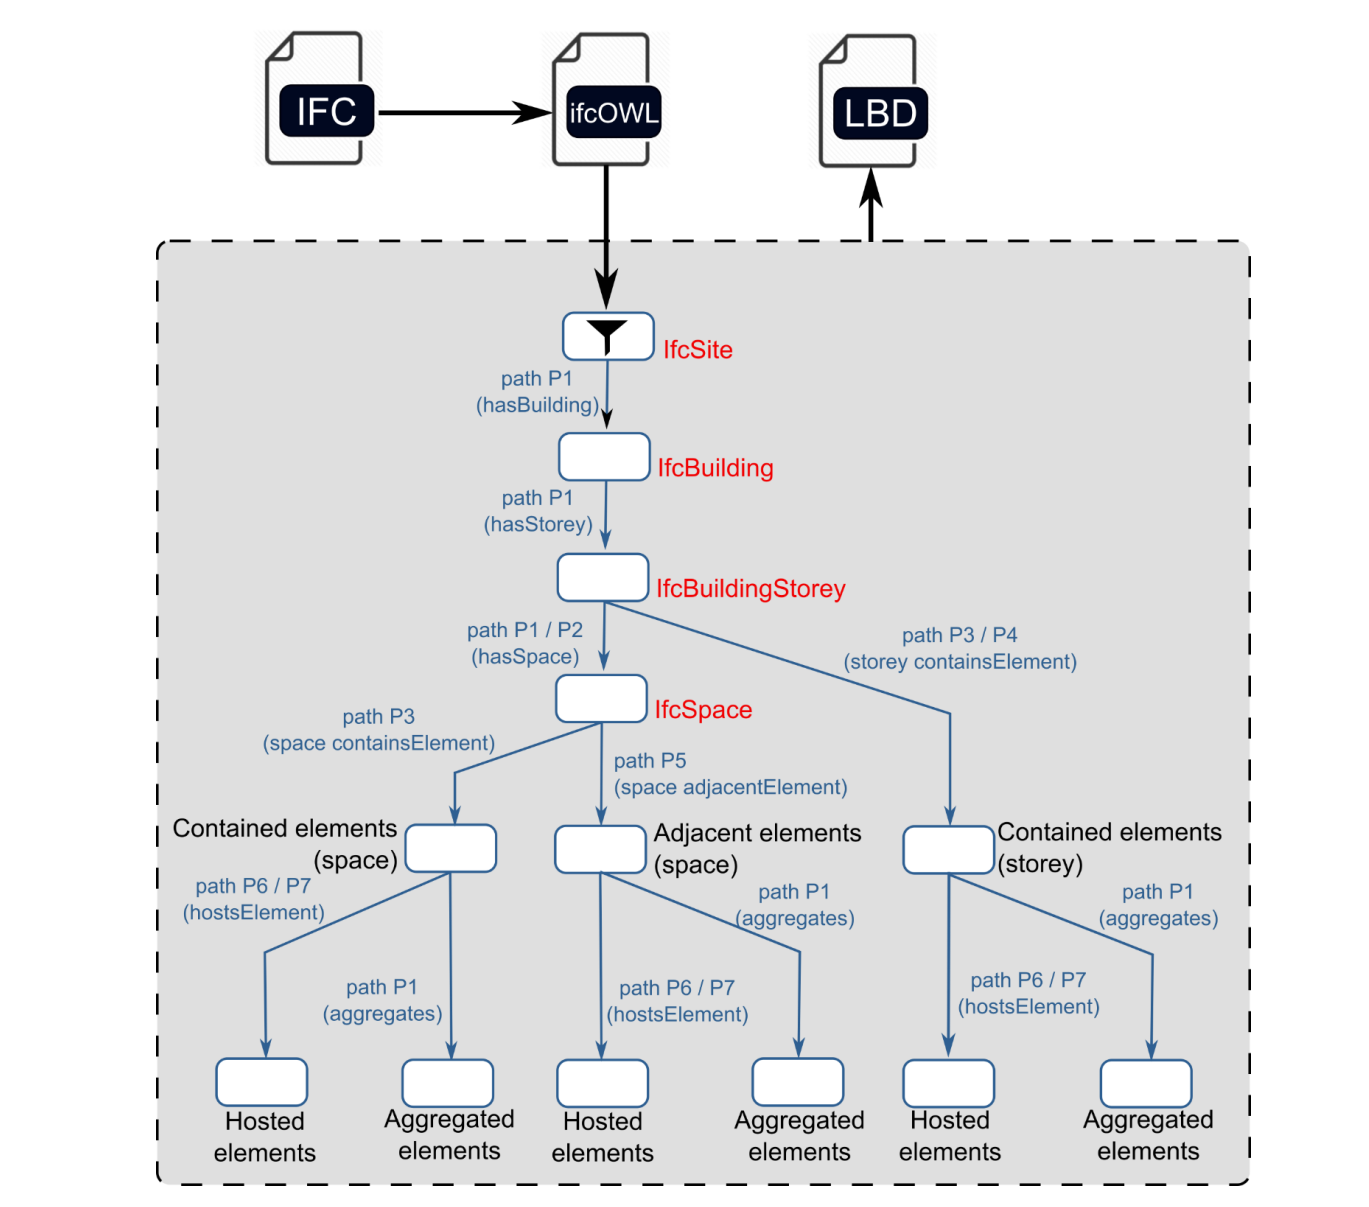 IFC
ifcOWL
LBD
IfcSite
path P1
(hasBuilding)
IfcBuilding
path P1
(hasStorey)
IfcBuildingStorey
path P1 / P2
(hasSpace)
path P3 / P4
(storey containsElement)
IfcSpace
path P3
(space containsElement)
path P5
(space adjacentElement)
Contained elements
(space)
Adjacent elements
(space)
Contained elements
(storey)
path P6 / P7
(hostsElement)
path P1
(aggregates)
path P1
(aggregates)
path P1
(aggregates)
path P6 / P7
(hostsElement)
path P6 / P7
(hostsElement)
Hosted
elements
Aggregated
elements
Hosted
elements
Aggregated
elements
Hosted
elements
Aggregated
elements